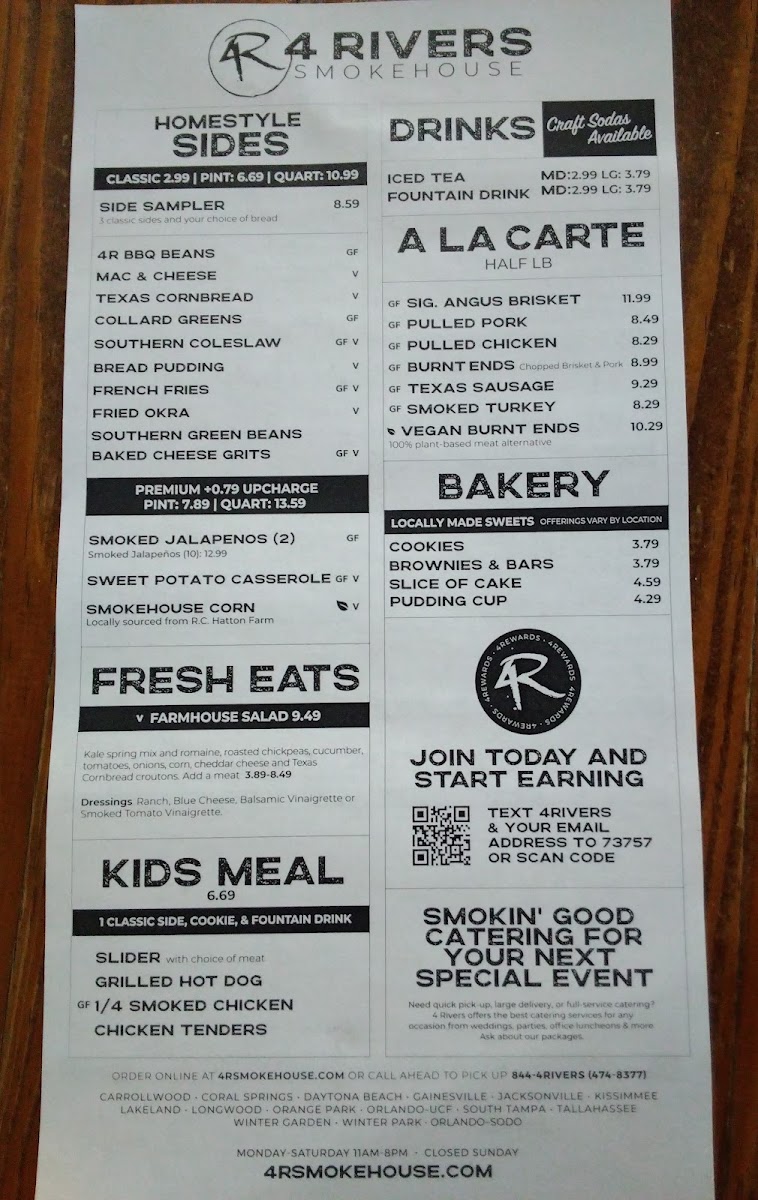 4R 4 RIVERS
SMOKEHOUSE
HOMESTYLE
SIDES
CLASSIC 2.99 | PINT: 6.69 | QUART: 10.99
SIDE SAMPLER 8.59
3 classic sides and your choice of bread
4R BBQ BEANS GF
MAC & CHEESE V
TEXAS CORNBREAD V
COLLARD GREENS GF
SOUTHERN COLESLAW GF V
BREAD PUDDING V
FRENCH FRIES GF V
FRIED OKRA V
SOUTHERN GREEN BEANS
BAKED CHEESE GRITS GF V
PREMIUM +0.79 UPCHARGE
PINT: 7.89 | QUART: 13.59
SMOKED JALAPENOS (2) GF
Smoked Jalapeños (10): 12.99
SWEET POTATO CASSEROLE GF V
SMOKEHOUSE CORN V
Locally sourced from R.C. Hatton Farm
FRESH EATS
V FARMHOUSE SALAD 9.49
Kale spring mix and romaine, roasted chickpeas, cucumber,
tomatoes, onions, corn, cheddar cheese and Texas
Cornbread croutons. Add a meat 3.89-8.49
Dressings Ranch, Blue Cheese, Balsamic Vinaigrette or
Smoked Tomato Vinaigrette.
KIDS MEAL
6.69
1 CLASSIC SIDE, COOKIE, & FOUNTAIN DRINK
SLIDER with choice of meat
GRILLED HOT DOG
GF 1/4 SMOKED CHICKEN
CHICKEN TENDERS
DRINKS
Craft Sodas
Available
ICED TEA MD:2.99 LG: 3.79
FOUNTAIN DRINK MD:2.99 LG: 3.79
A LA CARTE
HALF LB
GF SIG. ANGUS BRISKET 11.99
GF PULLED PORK 8.49
GF PULLED CHICKEN 8.29
GF BURNT ENDS Chopped Brisket & Pork 8.99
GF TEXAS SAUSAGE 9.29
GF SMOKED TURKEY 8.29
VEGAN BURNT ENDS 10.29
100% plant-based meat alternative
BAKERY
LOCALLY MADE SWEETS OFFERINGS VARY BY LOCATION
COOKIES 3.79
BROWNIES & BARS 3.79
SLICE OF CAKE 4.59
PUDDING CUP 4.29
4REWARDS · 4REWARDS · 4REWARDS · 4REWARDS · 4REWARDS
4R
JOIN TODAY AND
START EARNING
TEXT 4RIVERS
& YOUR EMAIL
ADDRESS TO 73757
OR SCAN CODE
SMOKIN' GOOD
CATERING FOR
YOUR NEXT
SPECIAL EVENT
Need quick pick-up, large delivery, or full-service catering?
4 Rivers offers the best catering services for any
occasion from weddings, parties, office luncheons & more
Ask about our packages.
ORDER ONLINE AT 4RSMOKEHOUSE.COM OR CALL AHEAD TO PICK UP 844-4RIVERS (474-8377)
CARROLLWOOD · CORAL SPRINGS · DAYTONA BEACH · GAINESVILLE · JACKSONVILLE · KISSIMMEE
LAKELAND · LONGWOOD · ORANGE PARK · ORLANDO-UCF · SOUTH TAMPA · TALLAHASSEE
WINTER GARDEN · WINTER PARK · ORLANDO-SODO
MONDAY-SATURDAY 11AM-8PM · CLOSED SUNDAY
4RSMOKEHOUSE.COM